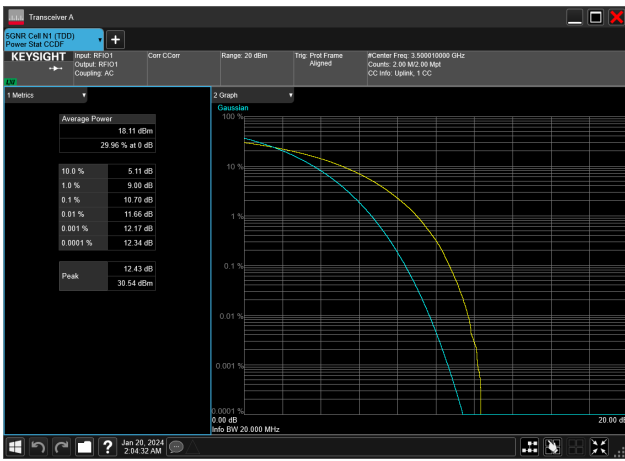 Transceiver A
5GNR Cell N1 (TDD)
Power Stat CCDF
KEYSIGHT
Input: RFIO1
Output: RFIO1
Coupling: AC
Corr CCorr
Range: 20 dBm
Trig: Prot Frame
Aligned
#Center Freq: 3.500010000 GHz
Counts: 2.00 M/2.00 Mpt
CC Info: Uplink, 1 CC
1 Metrics
Average Power
18.11 dBm
29.96 % at 0 dB
10.0 % 5.11 dB
1.0 % 9.00 dB
0.1 % 10.70 dB
0.01 % 11.66 dB
0.001 % 12.17 dB
0.0001 % 12.34 dB
Peak 12.43 dB
30.54 dBm
2 Graph
Gaussian
100 %
10 %
1 %
0.1 %
0.01 %
0.001 %
0.0001 %
0.00 dB
20.00 dB
Info BW 20.000 MHz
Jan 20, 2024
2:04:32 AM